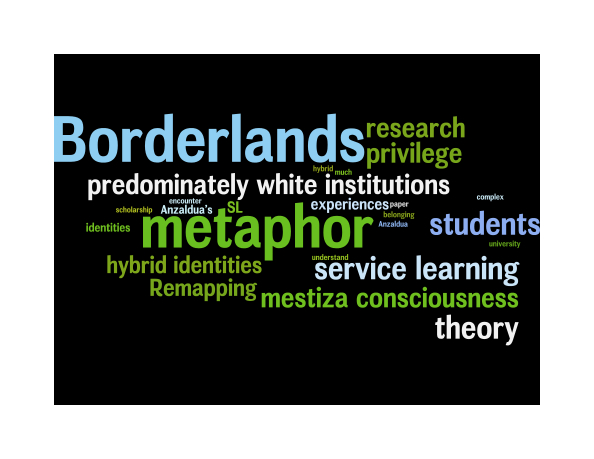 Borderlands
research
privilege
hybrid
much
predominately white institutions
encounter
complex
scholarship
Anzaldua's
SL
experiences
paper
belonging
identities
metaphor
Anzaldua
students
university
hybrid identities
understand
service learning
Remapping
mestiza consciousness
theory